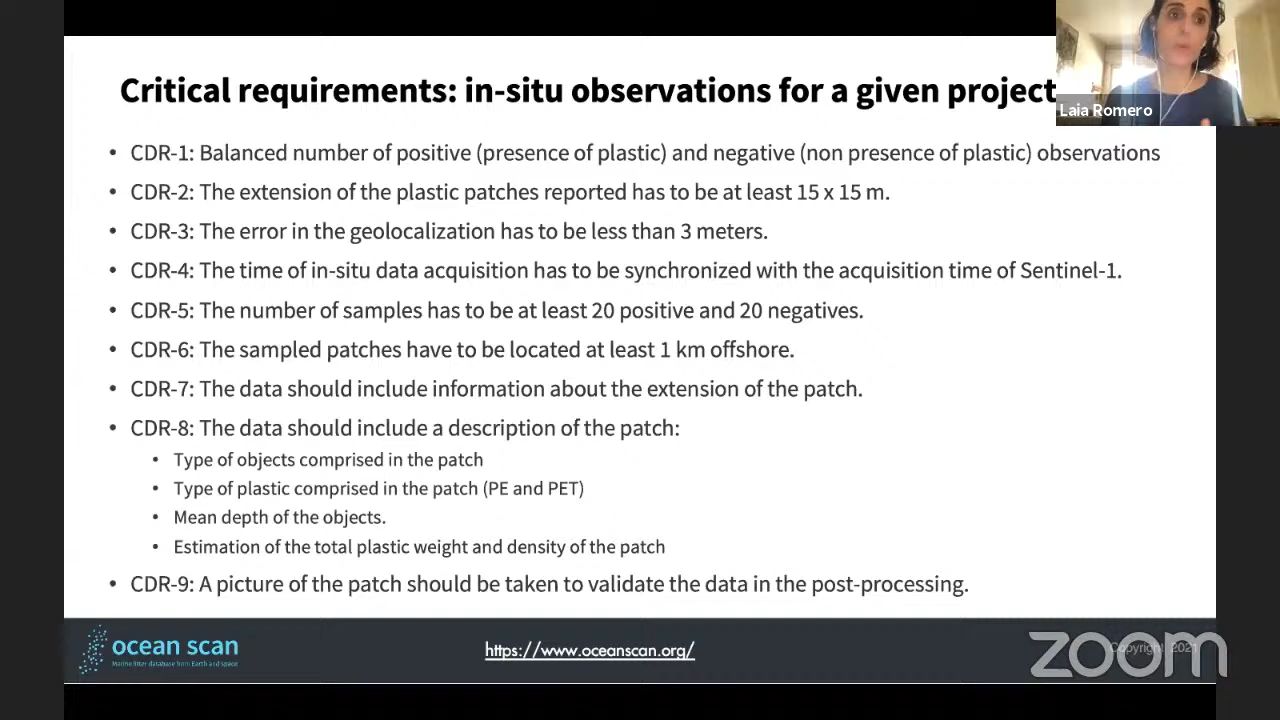 Critical requirements: in-situ observations for a given project
Laia Romero
• CDR-1: Balanced number of positive (presence of plastic) and negative (non presence of plastic) observations
• CDR-2: The extension of the plastic patches reported has to be at least 15 x 15 m.
• CDR-3: The error in the geolocalization has to be less than 3 meters.
• CDR-4: The time of in-situ data acquisition has to be synchronized with the acquisition time of Sentinel-1.
• CDR-5: The number of samples has to be at least 20 positive and 20 negatives.
• CDR-6: The sampled patches have to be located at least 1 km offshore.
• CDR-7: The data should include information about the extension of the patch.
• CDR-8: The data should include a description of the patch:
• Type of objects comprised in the patch
• Type of plastic comprised in the patch (PE and PET)
• Mean depth of the objects.
• Estimation of the total plastic weight and density of the patch
• CDR-9: A picture of the patch should be taken to validate the data in the post-processing.
ocean scan
Marine litter database from Earth and space
https://www.oceanscan.org/
Copyright 2021
zoom